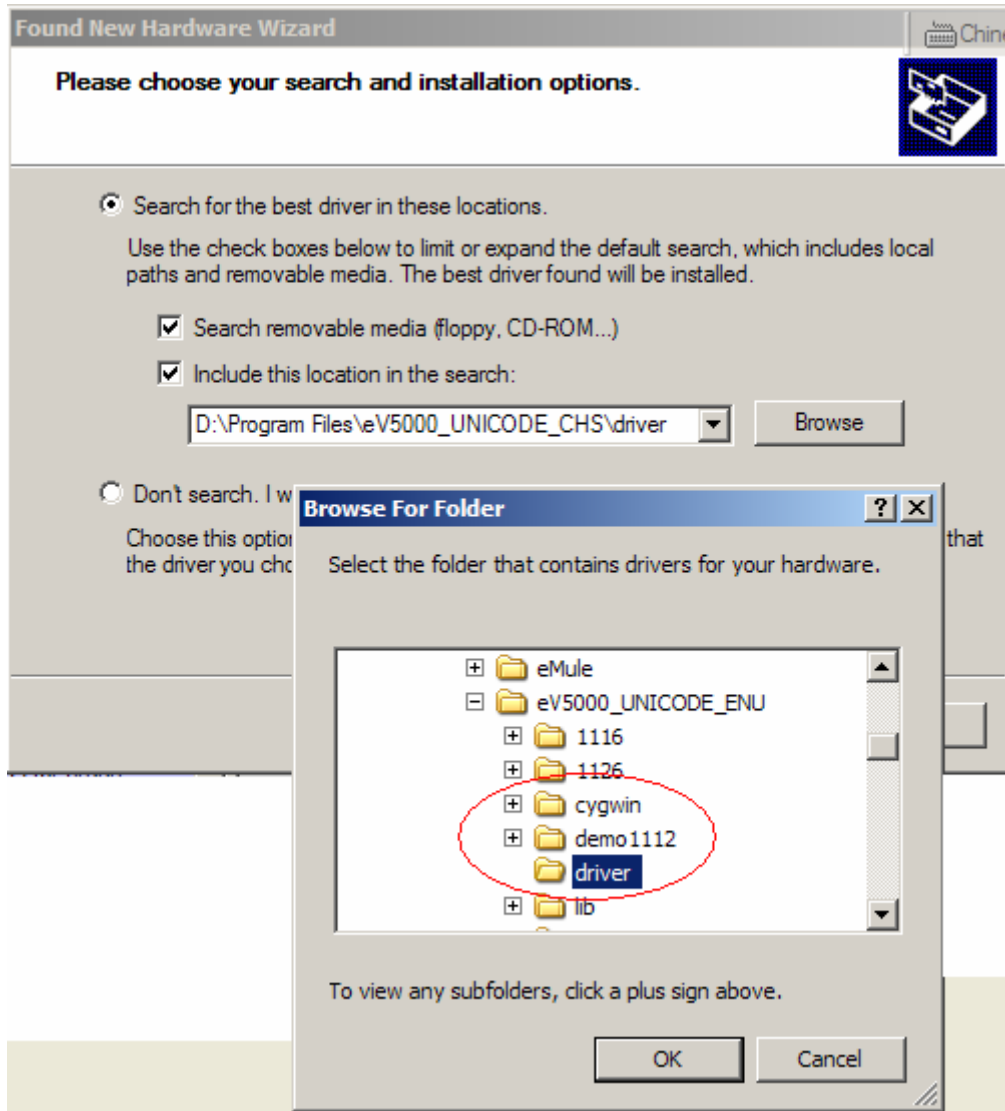 Found New Hardware Wizard
Chine
Please choose your search and installation options.
Search for the best driver in these locations.
Use the check boxes below to limit or expand the default search, which includes local
paths and removable media. The best driver found will be installed.
Search removable media (floppy, CD-ROM...)
Include this location in the search:
D:\Program Files\eV5000_UNICODE_CHS\driver
Browse
Don't search. I w
Choose this option
that
the driver you cho
Browse For Folder
Select the folder that contains drivers for your hardware.
eMule
eV5000_UNICODE_ENU
1116
1126
cygwin
demo1112
driver
lib
To view any subfolders, click a plus sign above.
OK
Cancel